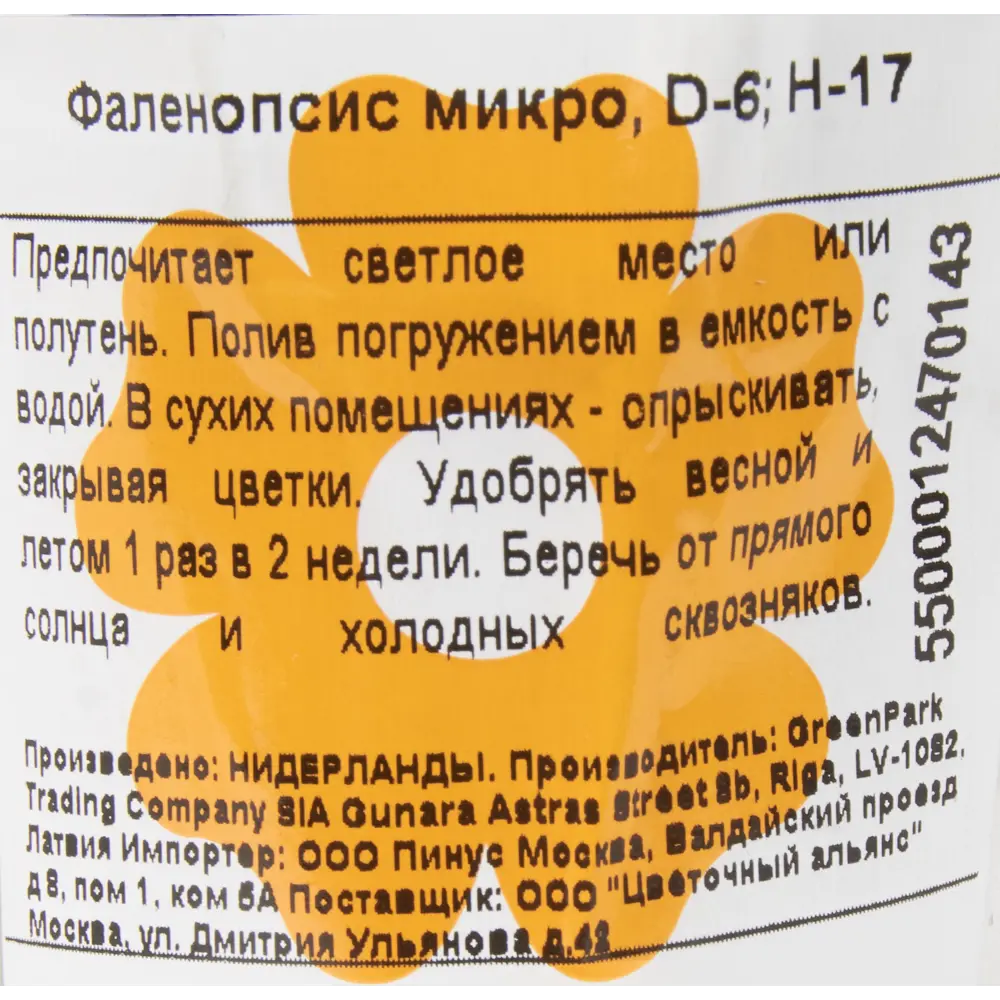 Фаленопсис микро, D-6; H-17
Предпочитает светлое место или
полутень. Полив погружением в емкость с
водой. В сухих помещениях - опрыскивать,
закрывая цветки. Удобрять весной и
летом 1 раз в 2 недели. Беречь от прямого
солнца и холодных сквозняков.
5500012470143
Произведено: НИДЕРЛАНДЫ. Производитель: GreenPark
Trading Company SIA Gunara Astras Street 8b, Riga, LV-1082,
Латвия Импортер: ООО Пинус Москва, Валдайский проезд
д8, пом 1, ком 6А Поставщик: ООО "Цветочный альянс"
Москва, ул. Дмитрия Ульянова д.42